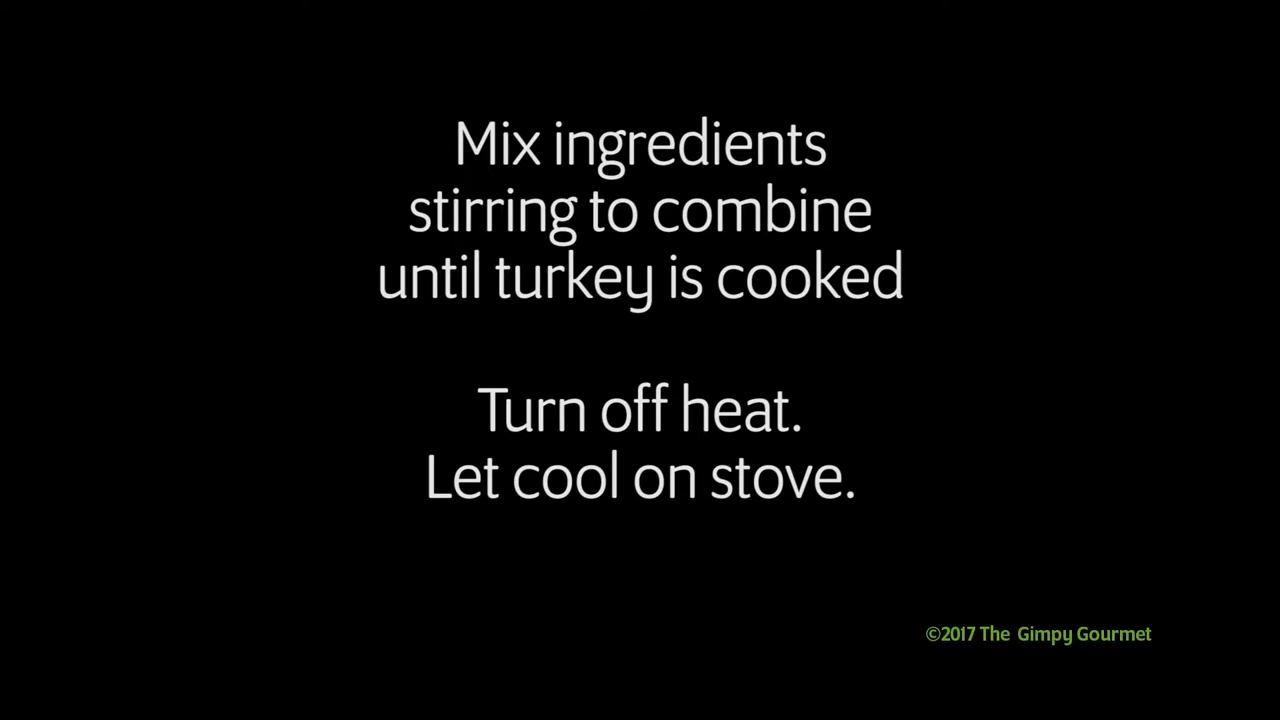 Mix ingredients
stirring to combine
until turkey is cooked
Turn off heat.
Let cool on stove.
©2017 The Gimpy Gourmet